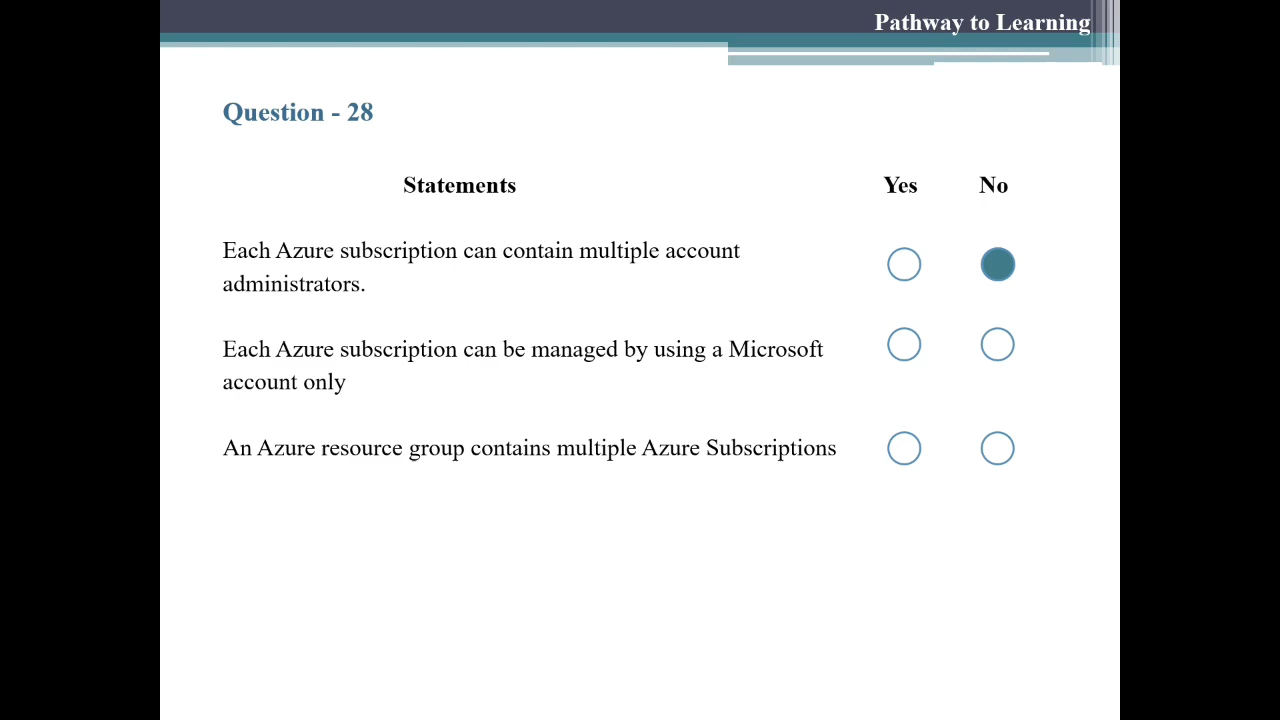 Pathway to Learning
Question - 28
Statements Yes No
Each Azure subscription can contain multiple account
administrators.
Each Azure subscription can be managed by using a Microsoft
account only
An Azure resource group contains multiple Azure Subscriptions